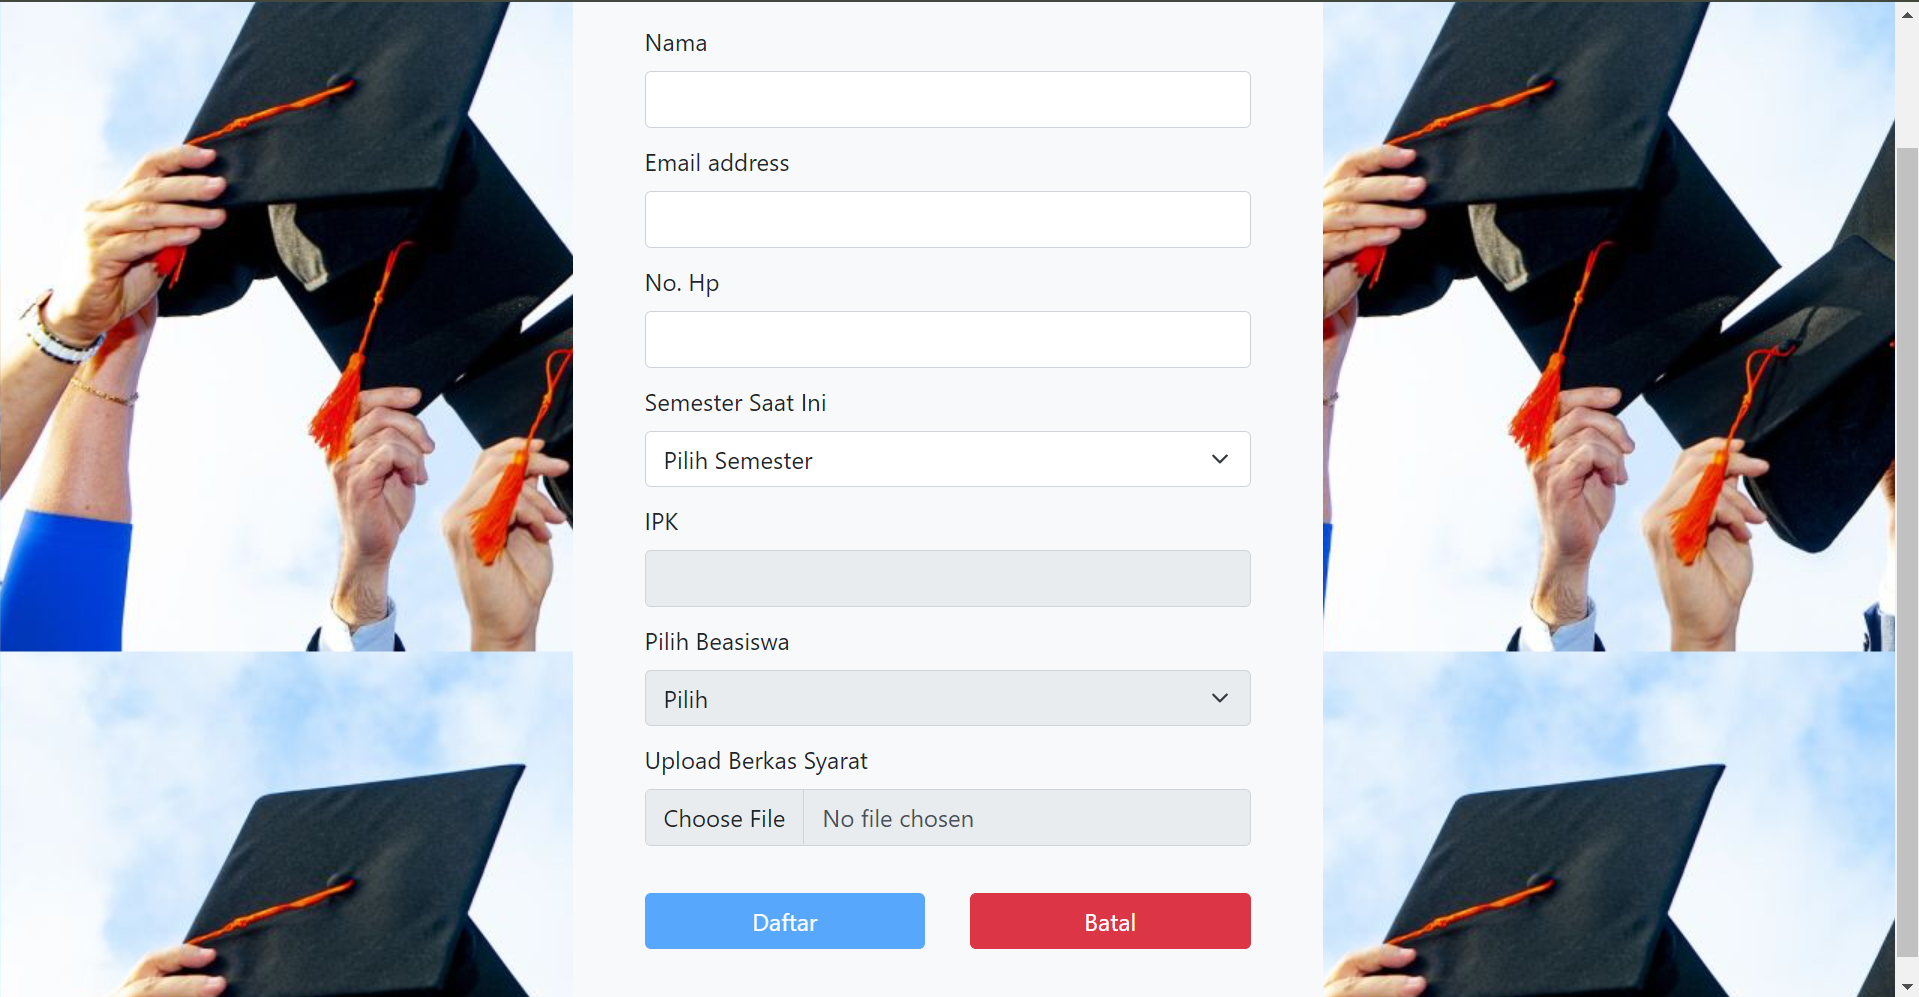 Nama
Email address
No. Hp
Semester Saat Ini
Pilih Semester
IPK
Pilih Beasiswa
Pilih
Upload Berkas Syarat
Choose File No file chosen
Daftar Batal